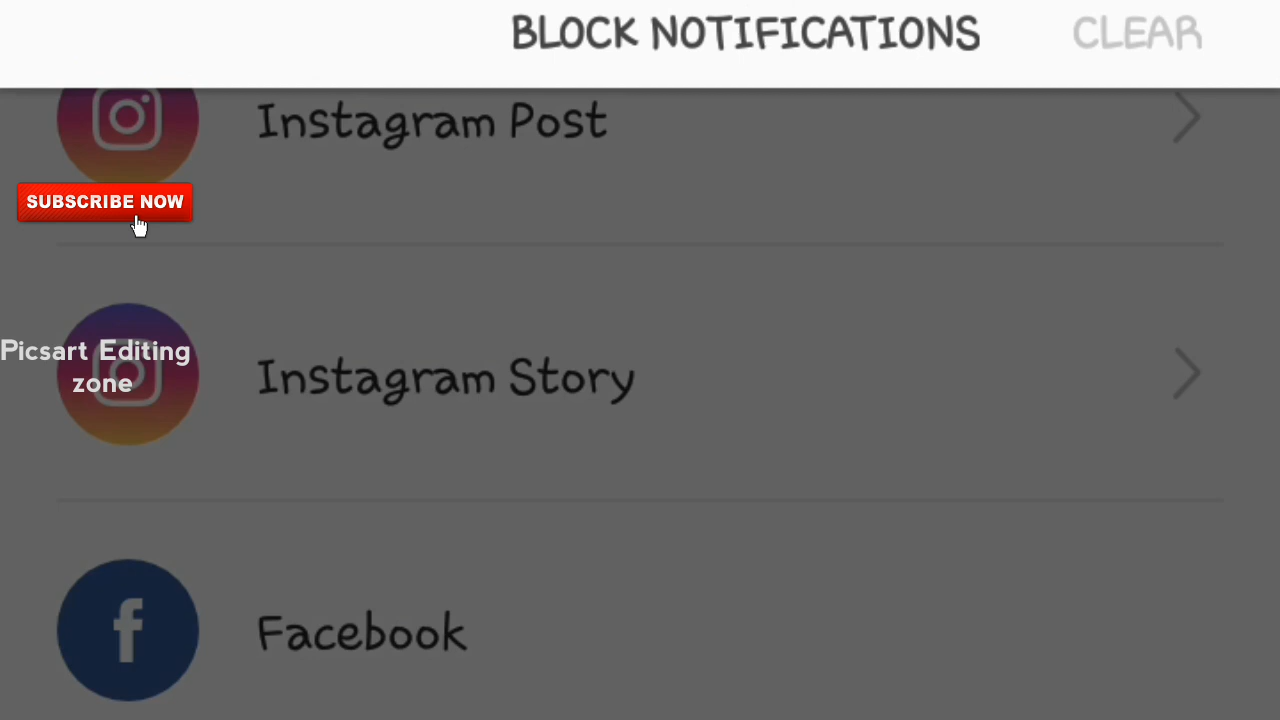 BLOCK NOTIFICATIONS CLEAR
Instagram Post
SUBSCRIBE NOW
Picsart Editing
zone
Instagram Story
Facebook